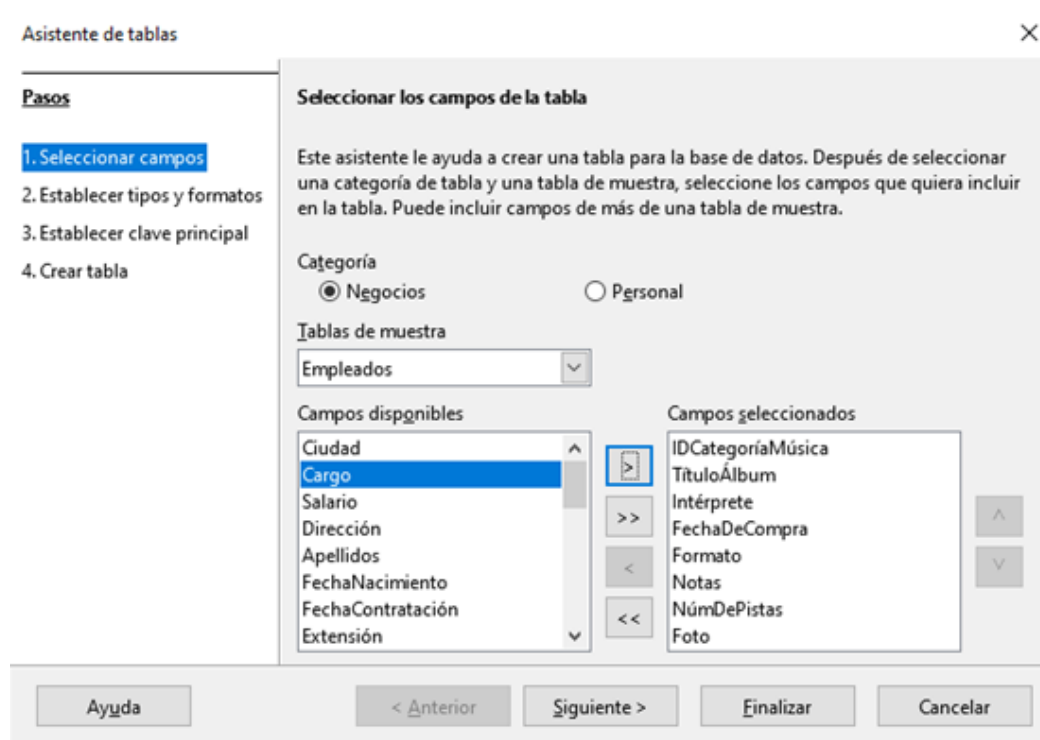 Asistente de tablas
Pasos
1. Seleccionar campos
2. Establecer tipos y formatos
3. Establecer clave principal
4. Crear tabla
Seleccionar los campos de la tabla
Este asistente le ayuda a crear una tabla para la base de datos. Después de seleccionar
una categoría de tabla y una tabla de muestra, seleccione los campos que quiera incluir
en la tabla. Puede incluir campos de más de una tabla de muestra.
Categoría
Negocios
Personal
Tablas de muestra
Empleados
Campos disponibles
Ciudad
Cargo
Salario
Dirección
Apellidos
FechaNacimiento
FechaContratación
Extensión
>
>>
<
<<
Campos seleccionados
IDCategoríaMúsica
TítuloÁlbum
Intérprete
FechaDeCompra
Formato
Notas
NúmDePistas
Foto
Ayuda
< Anterior
Siguiente >
Finalizar
Cancelar